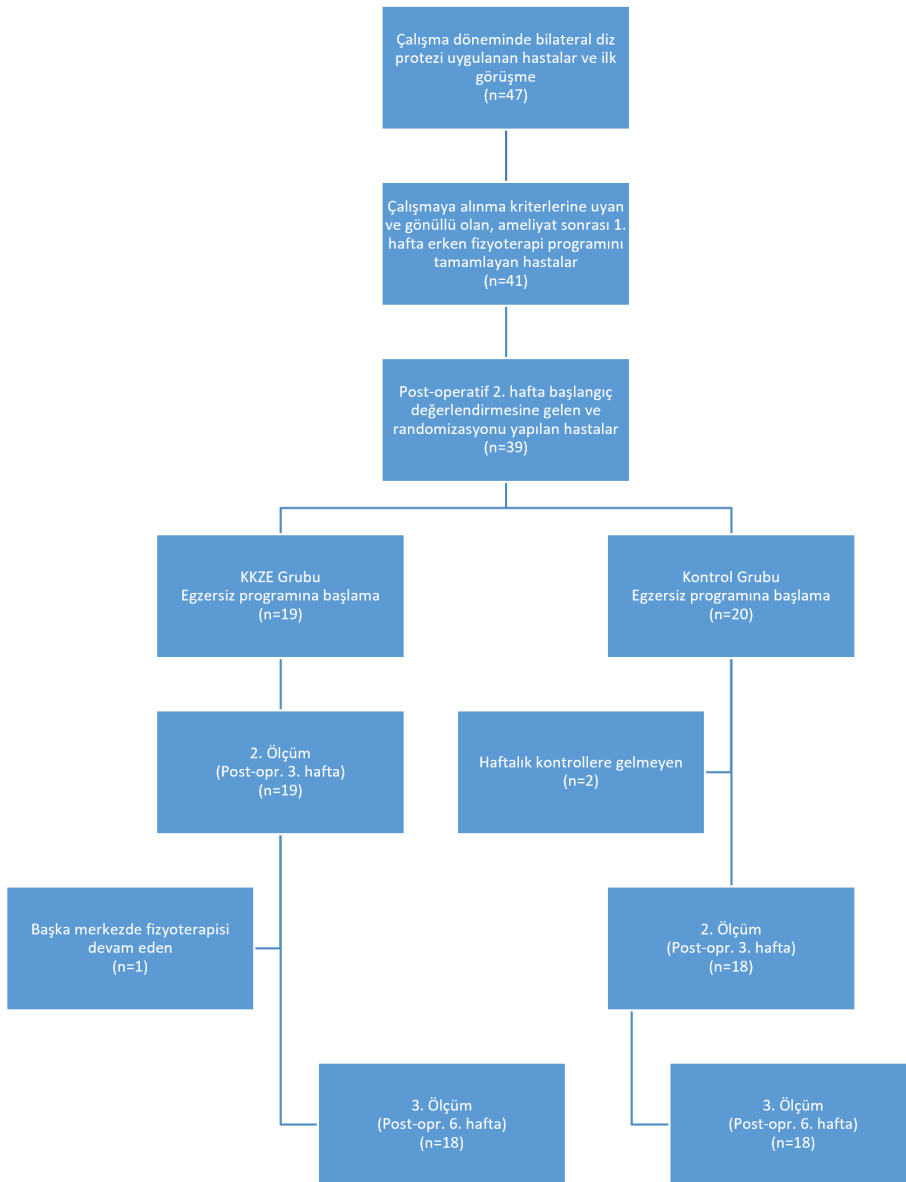 Çalışma döneminde bilateral diz
protezi uygulanan hastalar ve ilk
görüşme
(n=47)
Çalışmaya alınma kriterlerine uyan
ve gönüllü olan, ameliyat sonrası 1.
hafta erken fizyoterapi programını
tamamlayan hastalar
(n=41)
Post-operatif 2. hafta başlangıç
değerlendirmesine gelen ve
randomizasyonu yapılan hastalar
(n=39)
KKZE Grubu
Egzersiz programına başlama
(n=19)
Kontrol Grubu
Egzersiz programına başlama
(n=20)
2. Ölçüm
(Post-opr. 3. hafta)
(n=19)
Haftalık kontrollere gelmeyen
(n=2)
Başka merkezde fizyoterapisi
devam eden
(n=1)
2. Ölçüm
(Post-opr. 3. hafta)
(n=18)
3. Ölçüm
(Post-opr. 6. hafta)
(n=18)
3. Ölçüm
(Post-opr. 6. hafta)
(n=18)